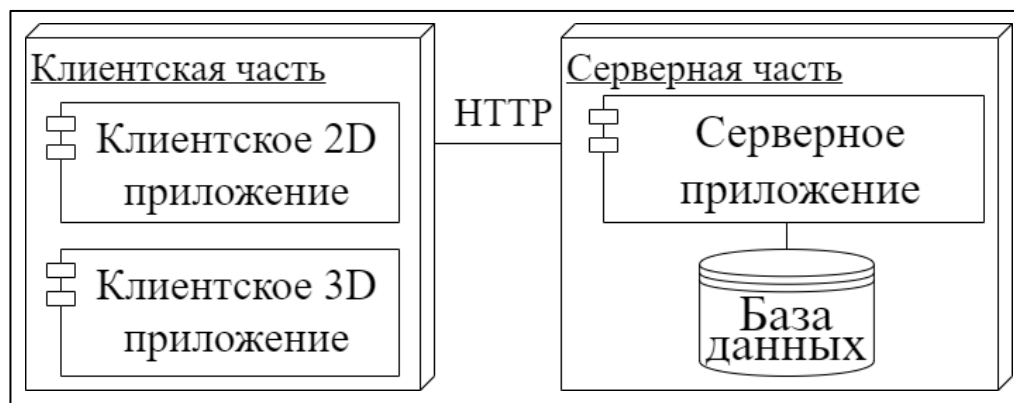 Клиентская часть
Клиентское 2D
приложение
Клиентское 3D
приложение
HTTP
Серверная часть
Серверное
приложение
База
данных